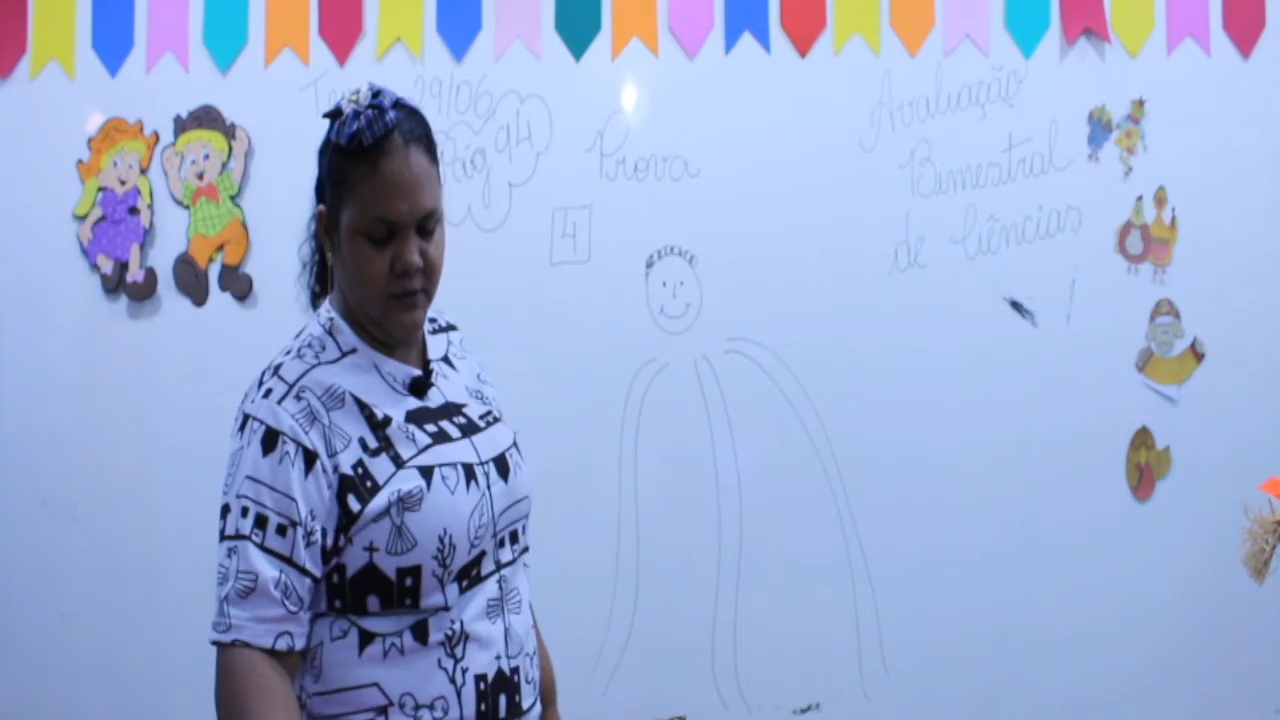 29/06
Pág 94
Prova
4
Avaliação
Bimestral
de Ciências